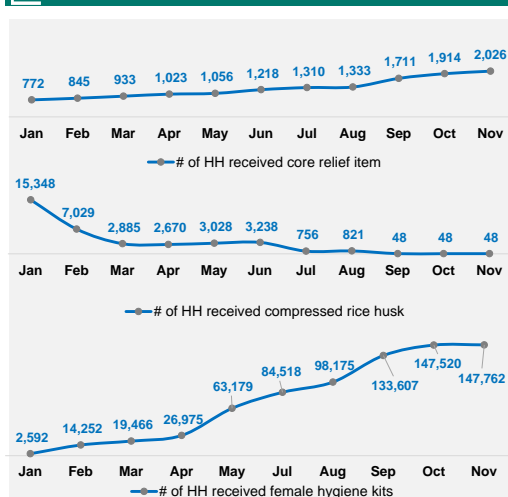 772 845 933 1,023 1,056 1,218 1,310 1,333 1,711 1,914 2,026
Jan Feb Mar Apr May Jun Jul Aug Sep Oct Nov
# of HH received core relief item
15,348 7,029 2,885 2,670 3,028 3,238 756 821 48 48 48
Jan Feb Mar Apr May Jun Jul Aug Sep Oct Nov
# of HH received compressed rice husk
2,592 14,252 19,466 26,975 63,179 84,518 98,175 133,607 147,520 147,762
Jan Feb Mar Apr May Jun Jul Aug Sep Oct Nov
# of HH received female hygiene kits